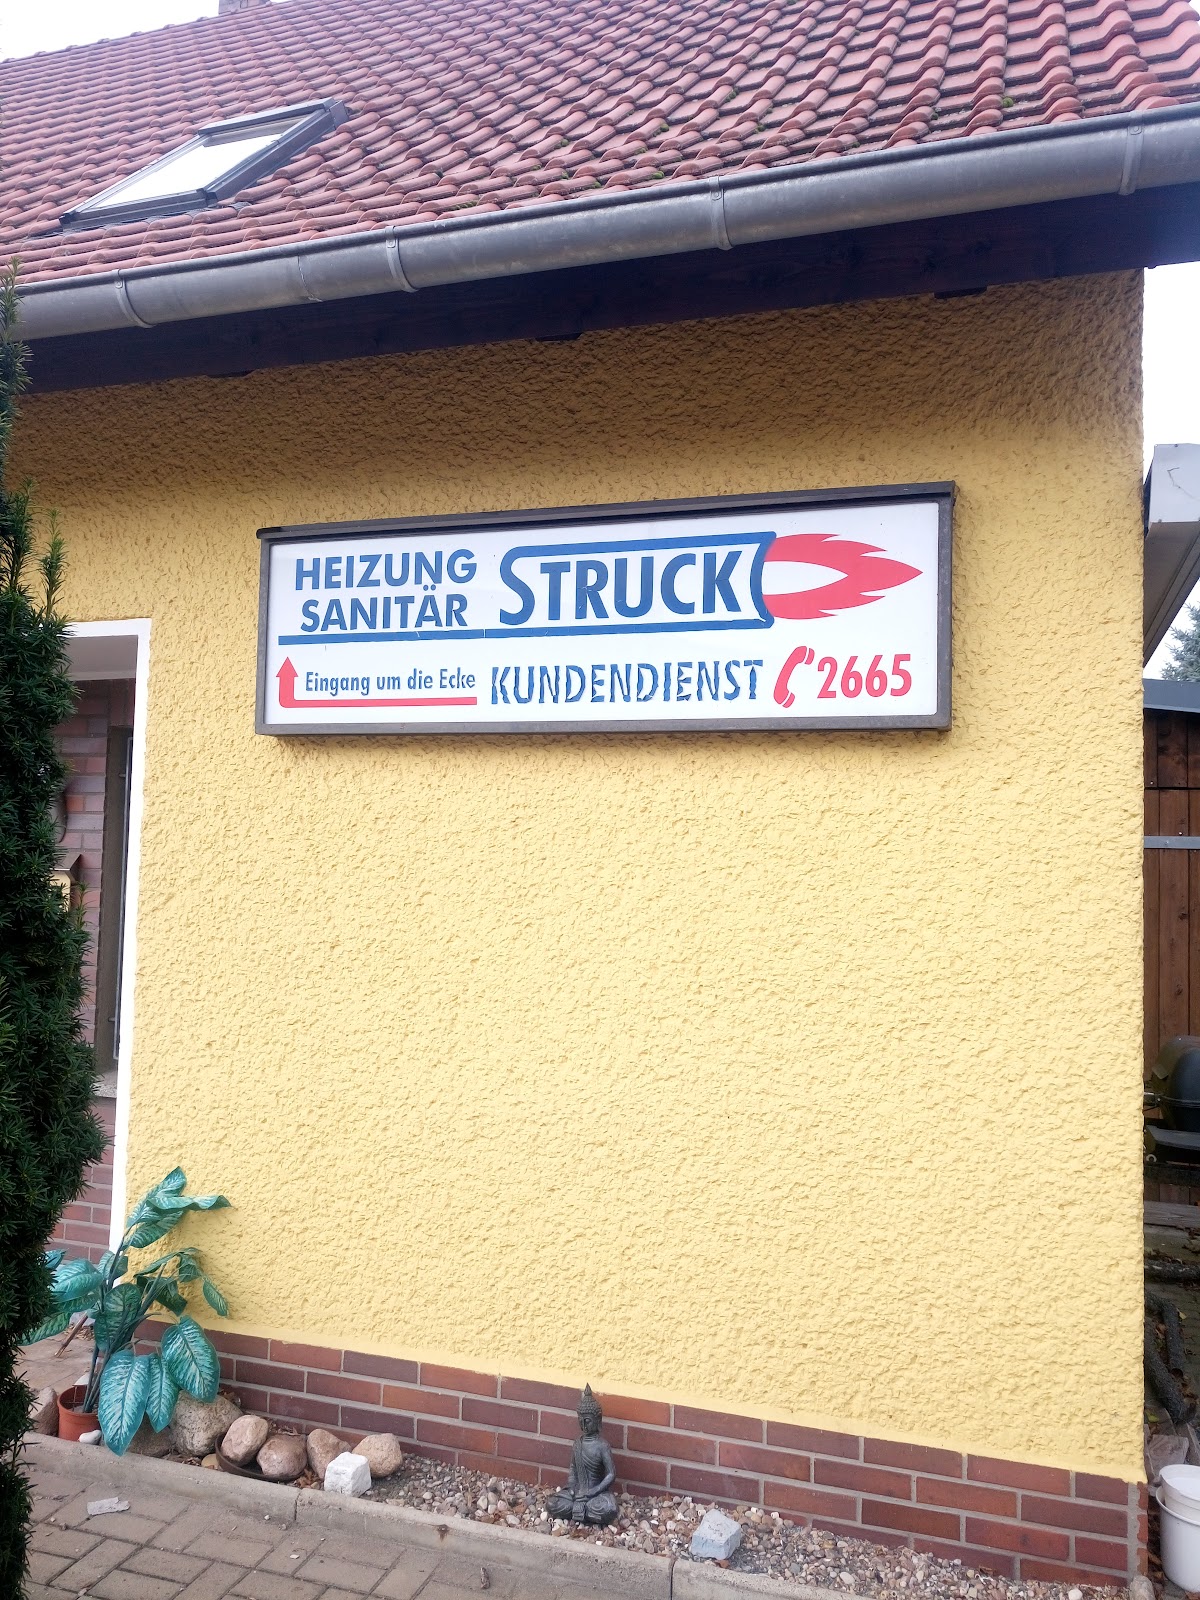 HEIZUNG
SANITÄR
STRUCK
Eingang um die Ecke
KUNDENDIENST 2665